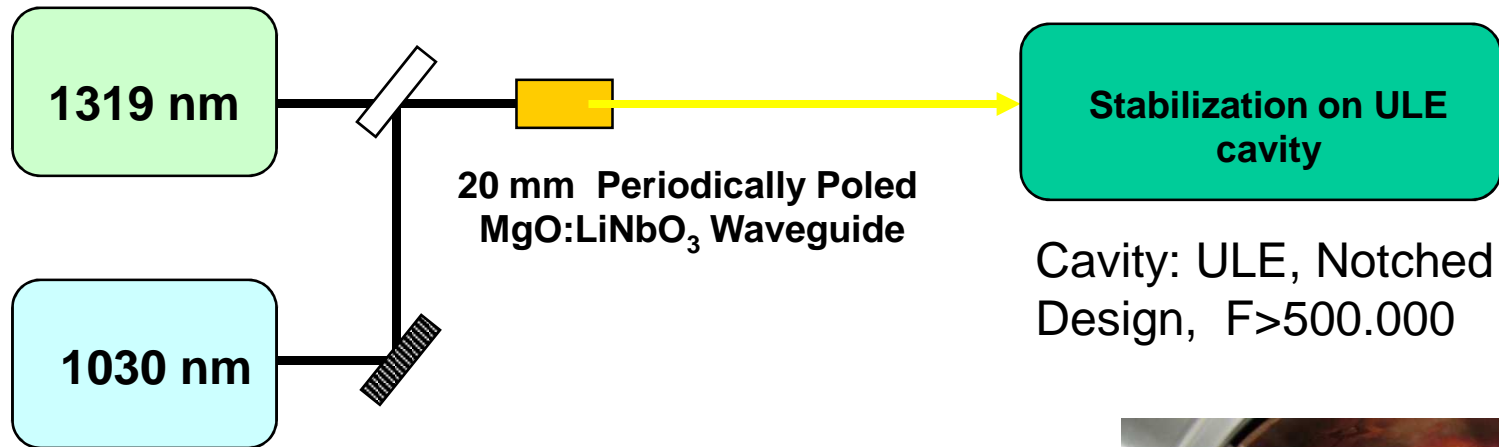 1319 nm
Stabilization on ULE
cavity
20 mm Periodically Poled
MgO:LiNbO₃ Waveguide
Cavity: ULE, Notched
Design, F>500.000
1030 nm